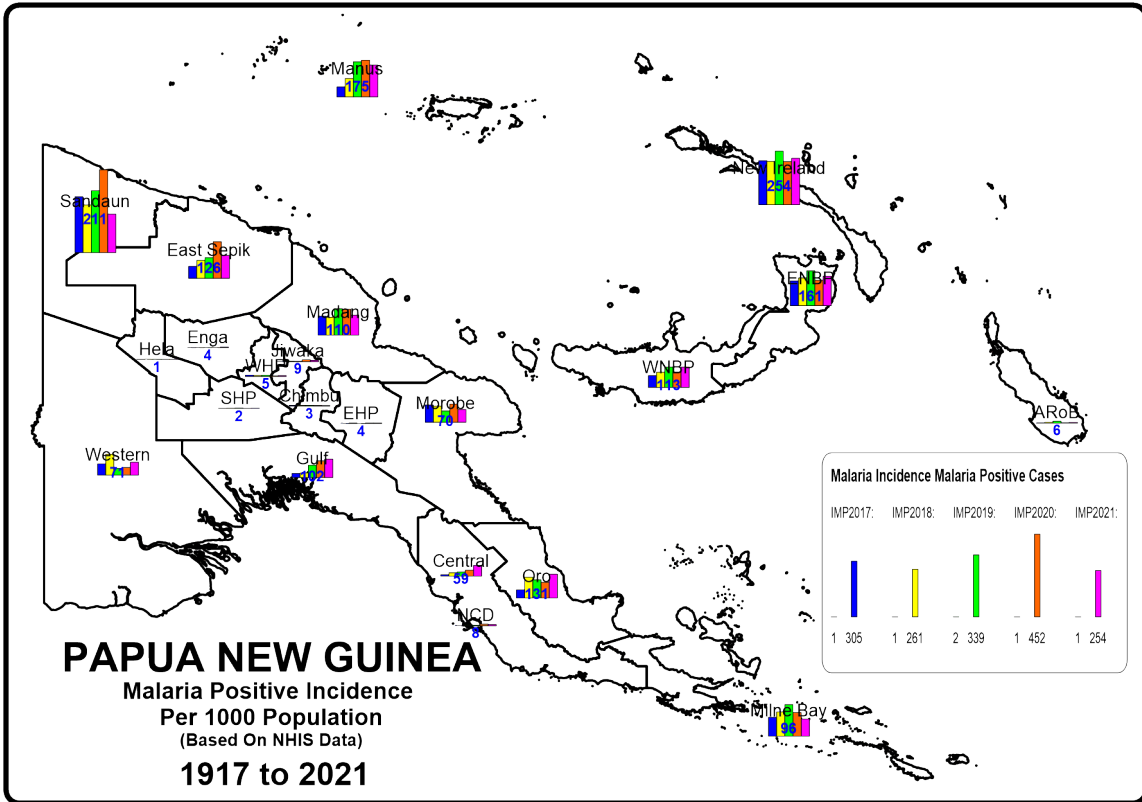 Manus
175
New Ireland
254
Sandaun
211
East Sepik
126
ENBP
161
Madang
110
Enga
4
Hela
1
Jiwaka
9
WHP
5
WNBP
113
SHP
2
Chimbu
3
EHP
4
Morobe
70
ARoB
6
Western
71
Gulf
102
Malaria Incidence Malaria Positive Cases
IMP2017: IMP2018: IMP2019: IMP2020: IMP2021:
1 305 1 261 2 339 1 452 1 254
Central
59
Oro
131
NCD
8
PAPUA NEW GUINEA
Malaria Positive Incidence
Per 1000 Population
(Based On NHIS Data)
1917 to 2021
Milne Bay
96